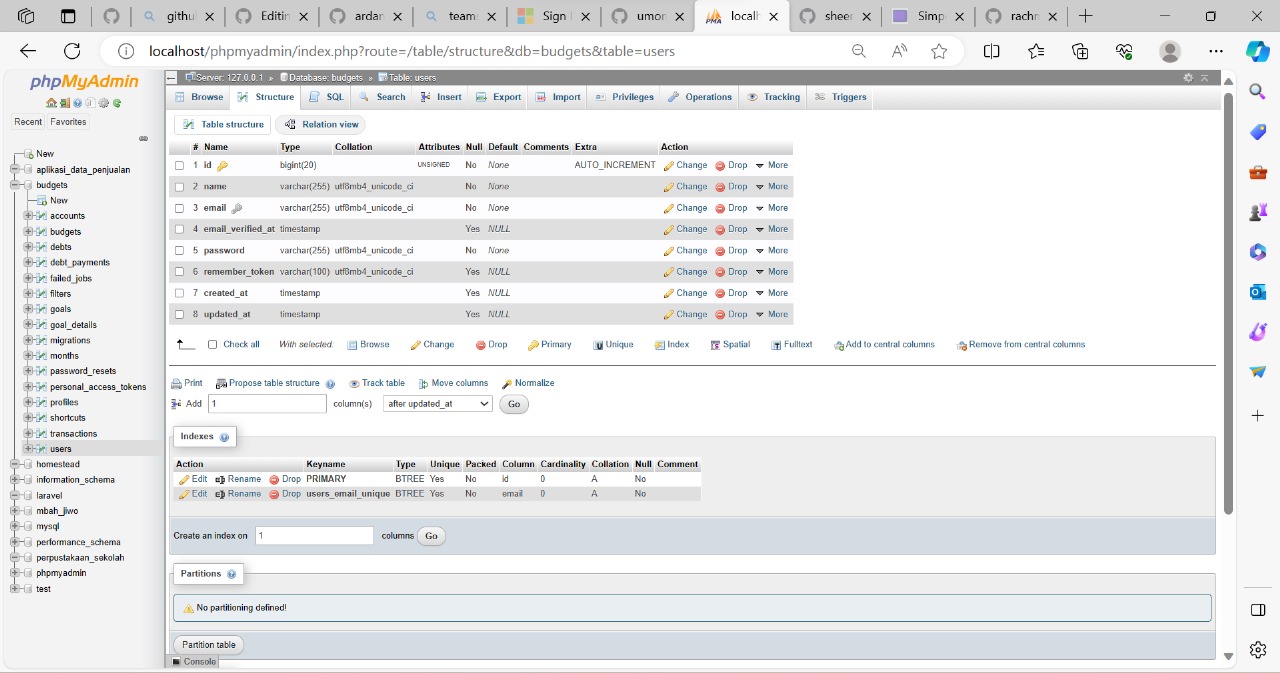 githu
Editin
ardan
team
Sign
umor
localh
sheer
Simp
rachn
localhost/phpmyadmin/index.php?route=/table/structure&db=budgets&table=users
phpMyAdmin
Recent Favorites
New
aplikasi_data_penjualan
budgets
New
accounts
budgets
debts
debt_payments
failed_jobs
filters
goals
goal_details
migrations
months
password_resets
personal_access_tokens
profiles
shortcuts
transactions
users
homestead
information_schema
laravel
mbah_jiwo
mysql
performance_schema
perpustakaan_sekolah
phpmyadmin
test
Server: 127.0.0.1 » Database: budgets » Table: users
Browse Structure SQL Search Insert Export Import Privileges Operations Tracking Triggers
Table structure Relation view
# Name Type Collation Attributes Null Default Comments Extra Action
1 id bigint(20) UNSIGNED No None AUTO_INCREMENT Change Drop More
2 name varchar(255) utf8mb4_unicode_ci No None Change Drop More
3 email varchar(255) utf8mb4_unicode_ci No None Change Drop More
4 email_verified_at timestamp Yes NULL Change Drop More
5 password varchar(255) utf8mb4_unicode_ci No None Change Drop More
6 remember_token varchar(100) utf8mb4_unicode_ci Yes NULL Change Drop More
7 created_at timestamp Yes NULL Change Drop More
8 updated_at timestamp Yes NULL Change Drop More
Check all With selected: Browse Change Drop Primary Unique Index Spatial Fulltext Add to central columns Remove from central columns
Print Propose table structure Track table Move columns Normalize
Add 1 column(s) after updated_at Go
Indexes
Action Keyname Type Unique Packed Column Cardinality Collation Null Comment
Edit Rename Drop PRIMARY BTREE Yes No id 0 A No
Edit Rename Drop users_email_unique BTREE Yes No email 0 A No
Create an index on 1 columns Go
Partitions
No partitioning defined!
Partition table
Console